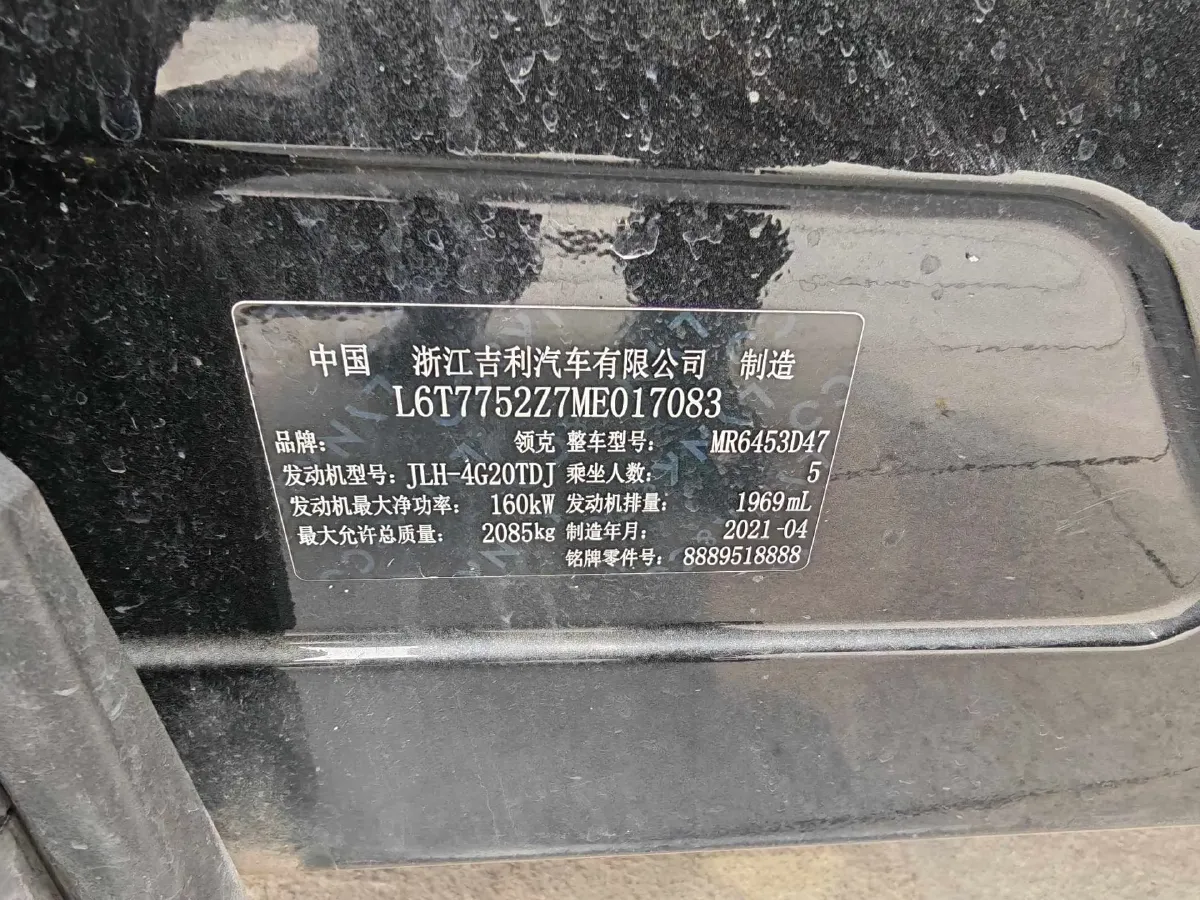 中国 浙江吉利汽车有限公司 制造
L6T7752Z7ME017083
品牌: 领克 整车型号: MR6453D47
发动机型号: JLH-4G20TDJ 乘坐人数: 5
发动机最大净功率: 160kW 发动机排量: 1969mL
最大允许总质量: 2085kg 制造年月: 2021-04
铭牌零件号: 8889518888